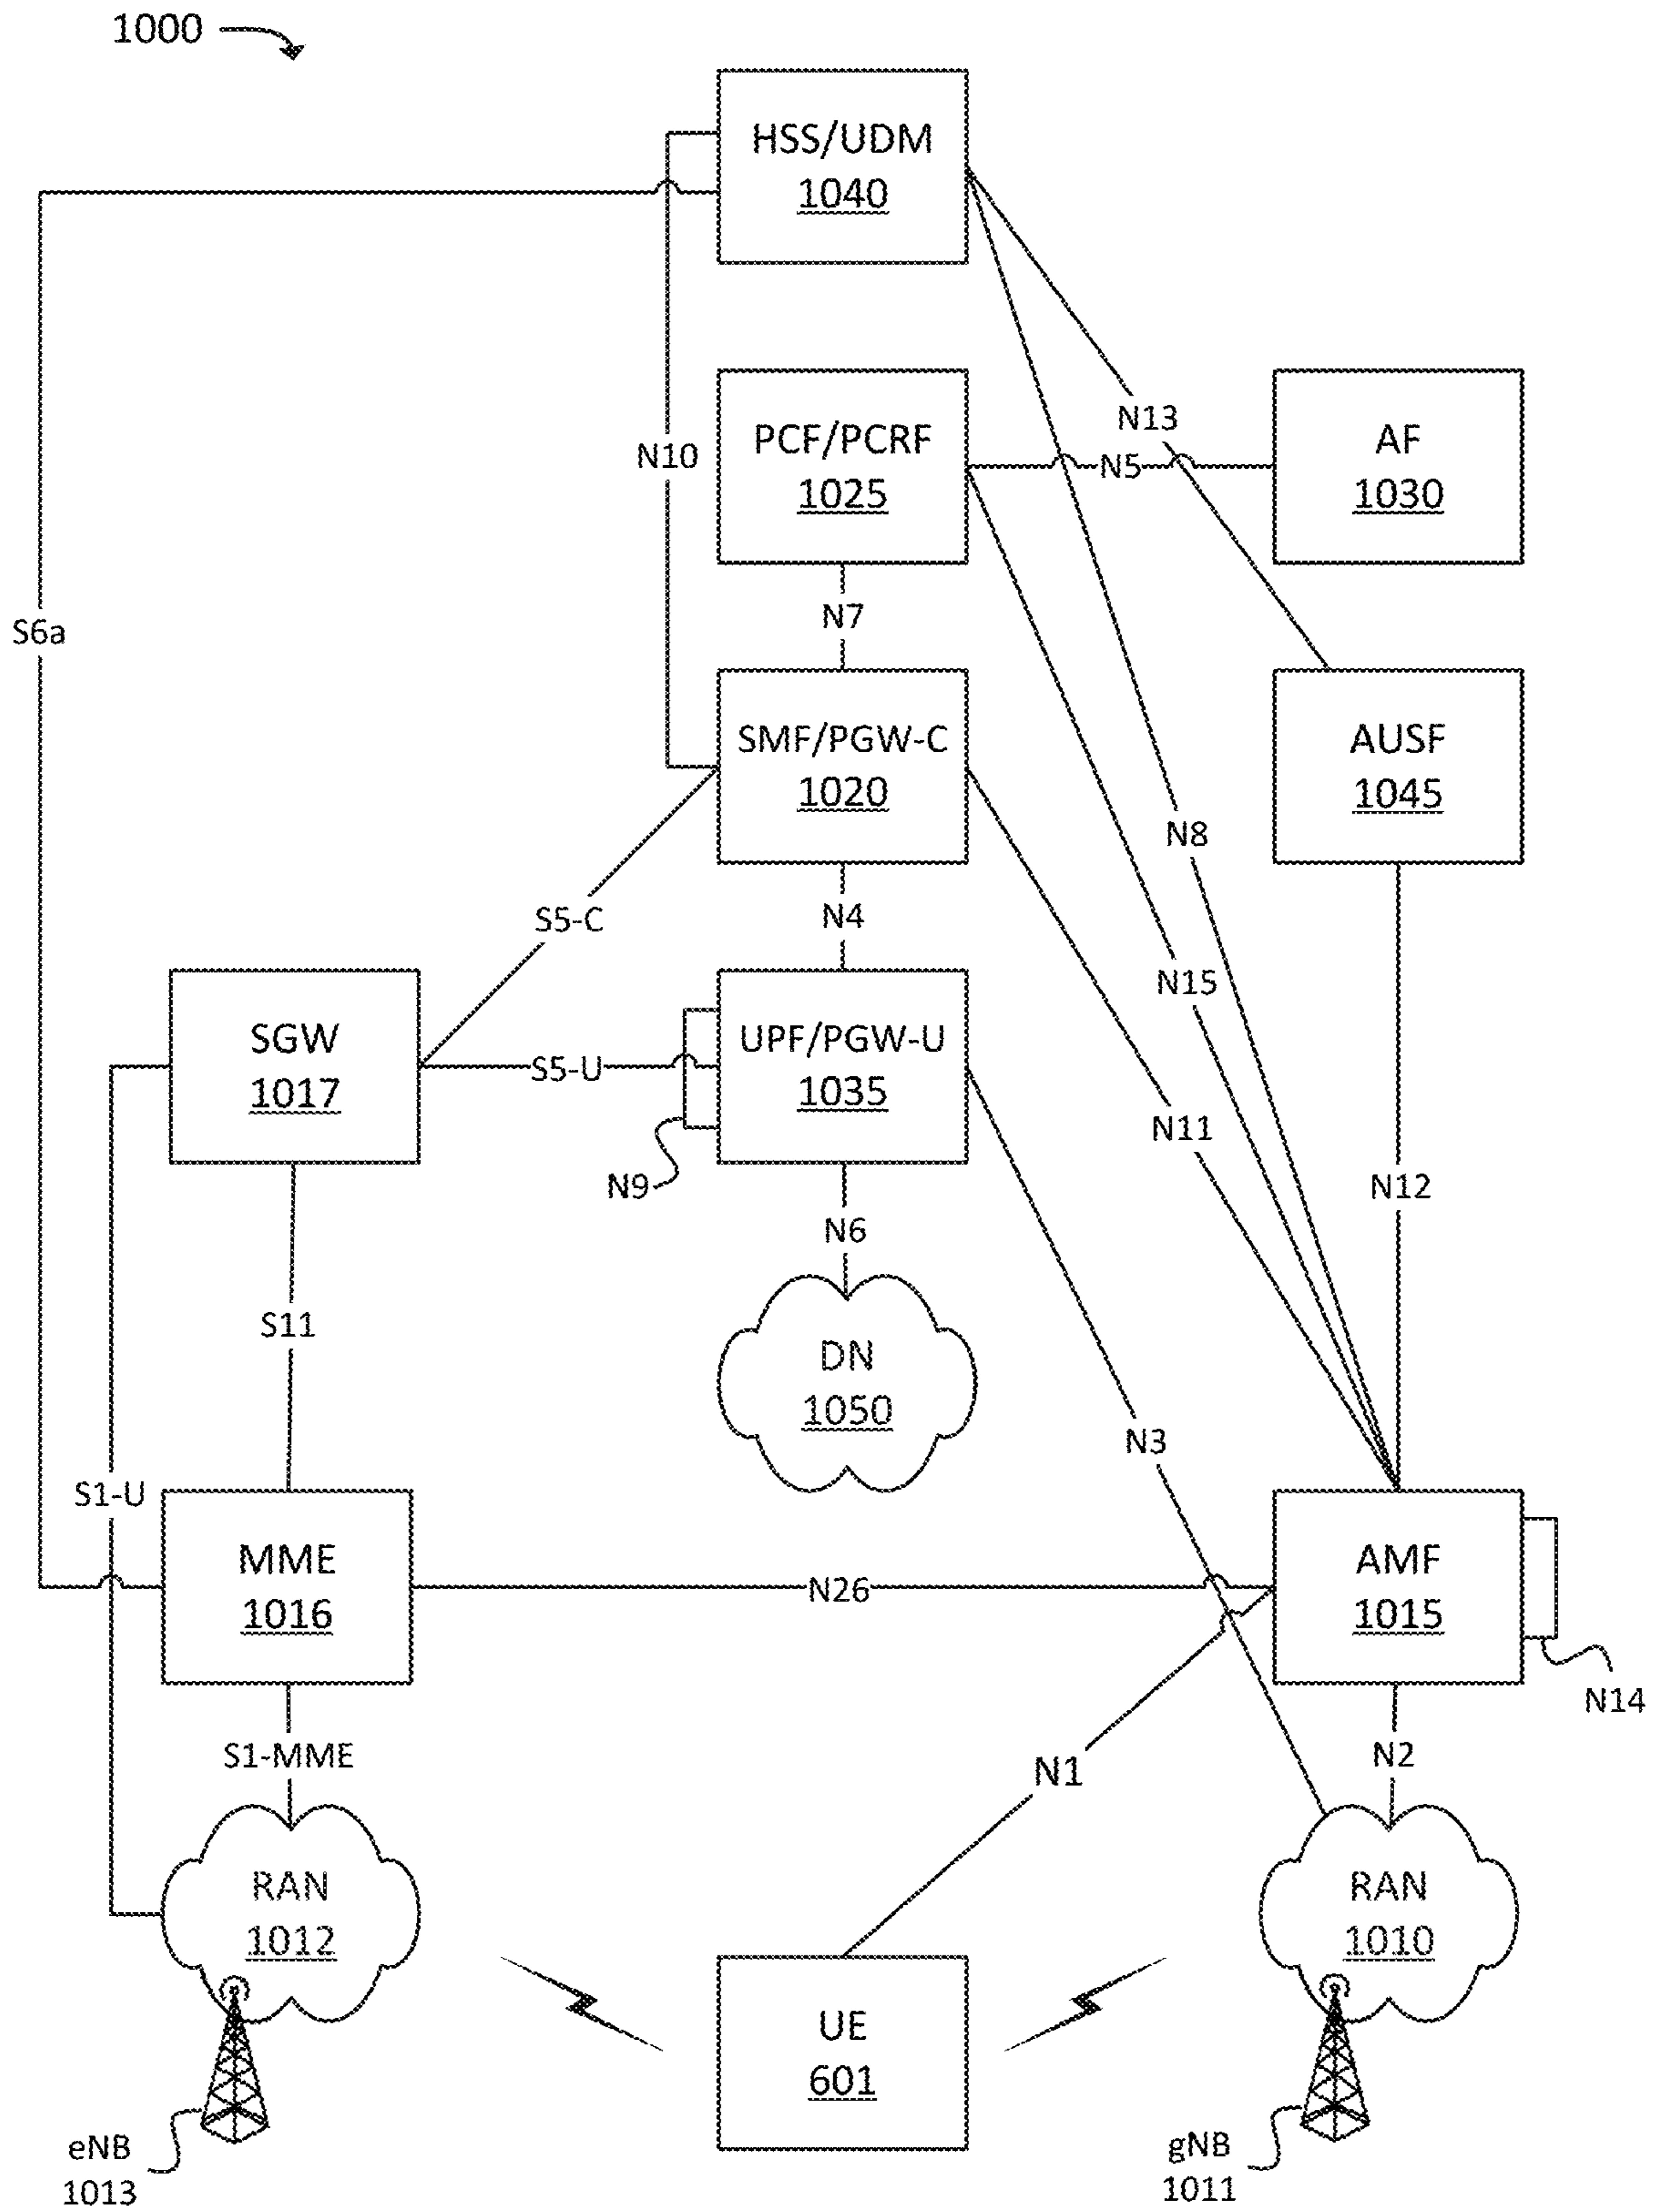 1000
HSS/UDM
1040
N13
PCF/PCRF
1025
N5
AF
1030
N10
N7
S6a
SMF/PGW-C
1020
AUSF
1045
N8
S5-C
N4
N15
SGW
1017
S5-U
UPF/PGW-U
1035
N11
N9
N12
N6
S11
DN
1050
N3
S1-U
MME
1016
N26
AMF
1015
N14
S1-MME
N1
N2
RAN
1012
RAN
1010
UE
601
eNB
1013
gNB
1011